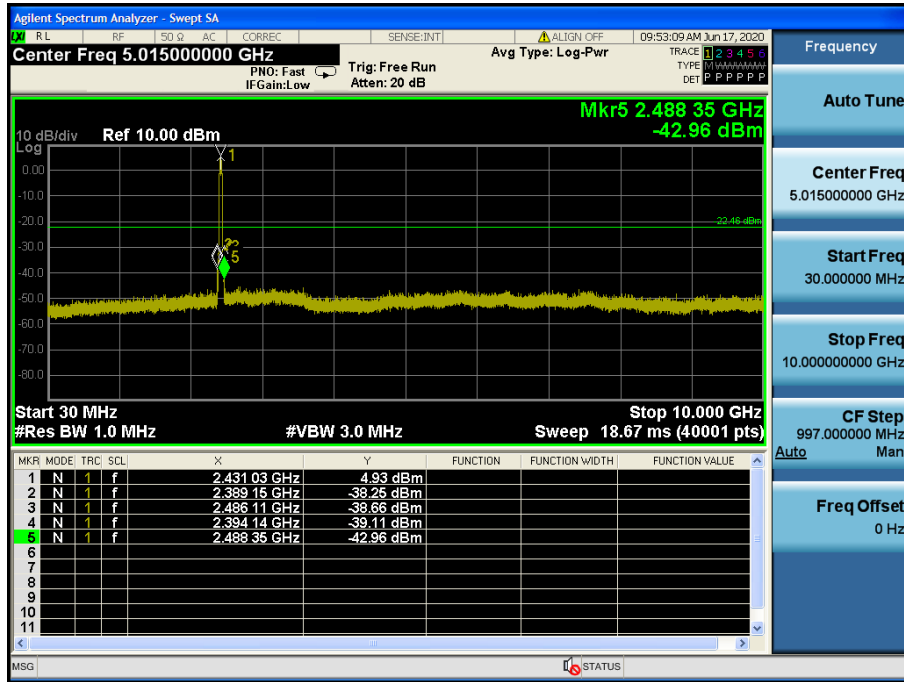 Agilent Spectrum Analyzer - Swept SA
LXI RL RF 50 Ω AC CORREC SENSE:INT ALIGN OFF 09:53:09 AM Jun 17, 2020
Center Freq 5.015000000 GHz
PNO: Fast
IFGain:Low
Trig: Free Run
Atten: 20 dB
Avg Type: Log-Pwr
TRACE 1 2 3 4 5 6
TYPE M WWWWW
DET P P P P P P
Mkr5 2.488 35 GHz
-42.96 dBm
10 dB/div Ref 10.00 dBm
Log
0.00
-10.0
-20.0
-30.0
-40.0
-50.0
-60.0
-70.0
-80.0
1
5
22.46 dBm
Start 30 MHz Stop 10.000 GHz
#Res BW 1.0 MHz #VBW 3.0 MHz Sweep 18.67 ms (40001 pts)
MKR MODE TRC SCL X Y FUNCTION FUNCTION WIDTH FUNCTION VALUE
1 N 1 f 2.431 03 GHz 4.93 dBm
2 N 1 f 2.389 15 GHz -38.25 dBm
3 N 1 f 2.486 11 GHz -38.66 dBm
4 N 1 f 2.394 14 GHz -39.11 dBm
5 N 1 f 2.488 35 GHz -42.96 dBm
6
7
8
9
10
11
MSG STATUS
Frequency
Auto Tune
Center Freq
5.015000000 GHz
Start Freq
30.000000 MHz
Stop Freq
10.000000000 GHz
CF Step
997.000000 MHz
Auto Man
Freq Offset
0 Hz